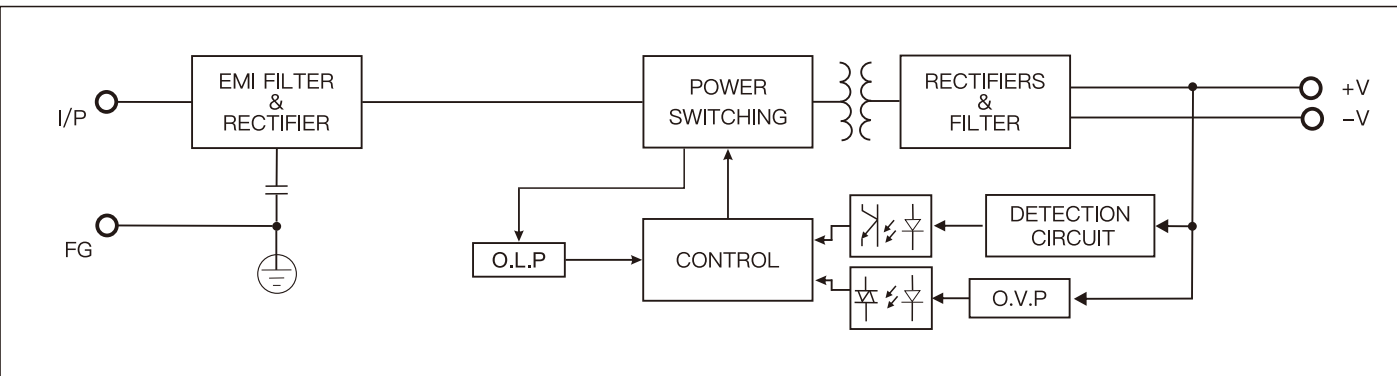 I/P
EMI FILTER
&
RECTIFIER
POWER
SWITCHING
RECTIFIERS
&
FILTER
+V
−V
FG
O.L.P
CONTROL
DETECTION
CIRCUIT
O.V.P